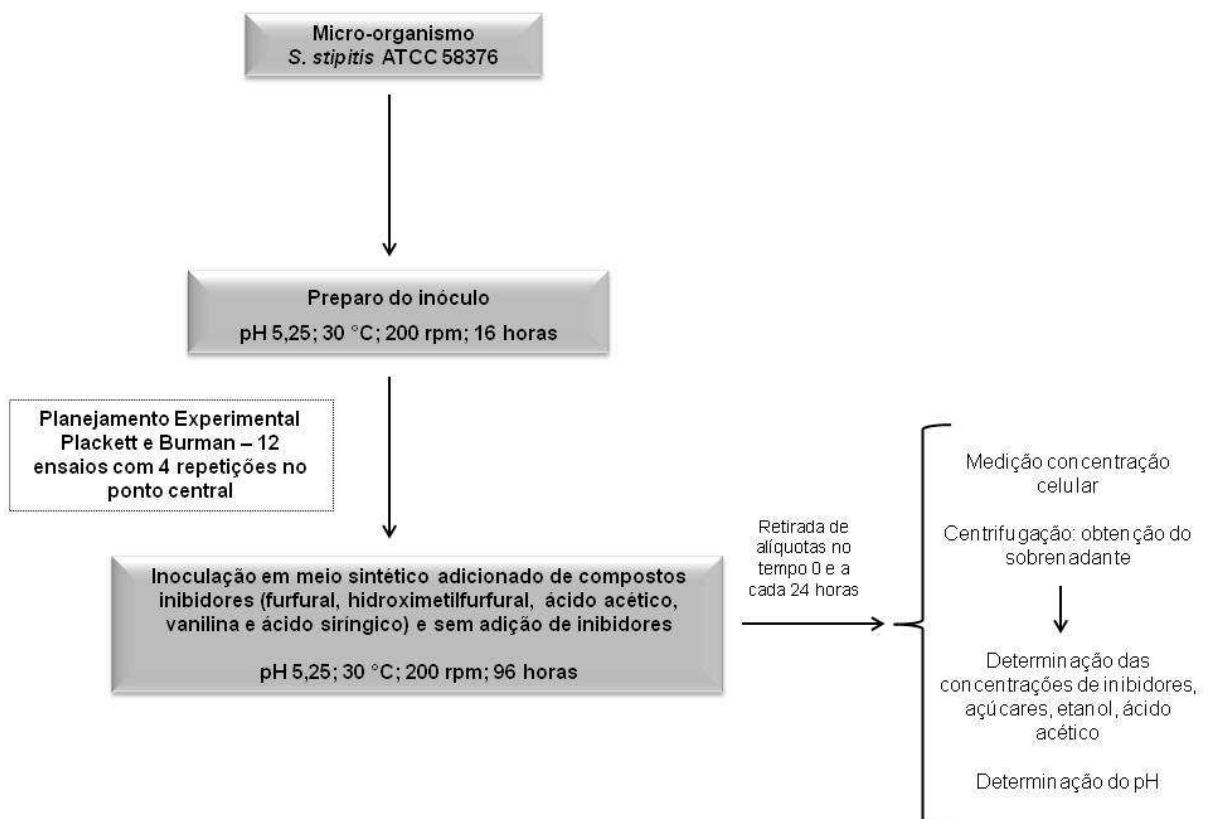 Micro-organismo
S. stipitis ATCC 58376
Preparo do inóculo
pH 5,25; 30 °C; 200 rpm; 16 horas
Planejamento Experimental
Plackett e Burman – 12
ensaios com 4 repetições no
ponto central
Inoculação em meio sintético adicionado de compostos
inibidores (furfural, hidroximetilfurfural, ácido acético,
vanilina e ácido siríngico) e sem adição de inibidores
pH 5,25; 30 °C; 200 rpm; 96 horas
Retirada de
alíquotas no
tempo 0 e a
cada 24 horas
Medição concentração
celular
Centrifugação: obtenção do
sobrenadante
Determinação das
concentrações de inibidores,
açúcares, etanol, ácido
acético
Determinação do pH